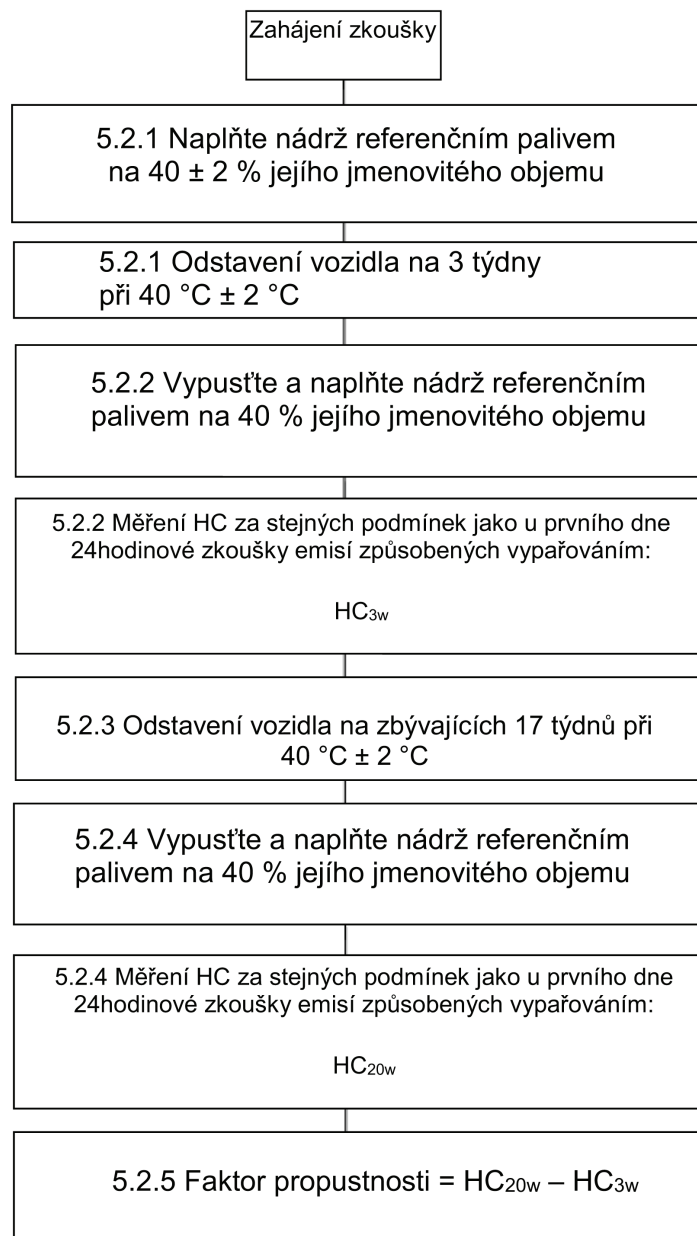 Zahájení zkoušky
5.2.1 Naplňte nádrž referenčním palivem
na 40 ± 2 % jejího jmenovitého objemu
5.2.1 Odstavení vozidla na 3 týdny
při 40 °C ± 2 °C
5.2.2 Vypusťte a naplňte nádrž referenčním
palivem na 40 % jejího jmenovitého objemu
5.2.2 Měření HC za stejných podmínek jako u prvního dne
24hodinové zkoušky emisí způsobených vypařováním:
HC3w
5.2.3 Odstavení vozidla na zbývajících 17 týdnů při
40 °C ± 2 °C
5.2.4 Vypusťte a naplňte nádrž referenčním
palivem na 40 % jejího jmenovitého objemu
5.2.4 Měření HC za stejných podmínek jako u prvního dne
24hodinové zkoušky emisí způsobených vypařováním:
HC20w
5.2.5 Faktor propustnosti = HC20w – HC3w